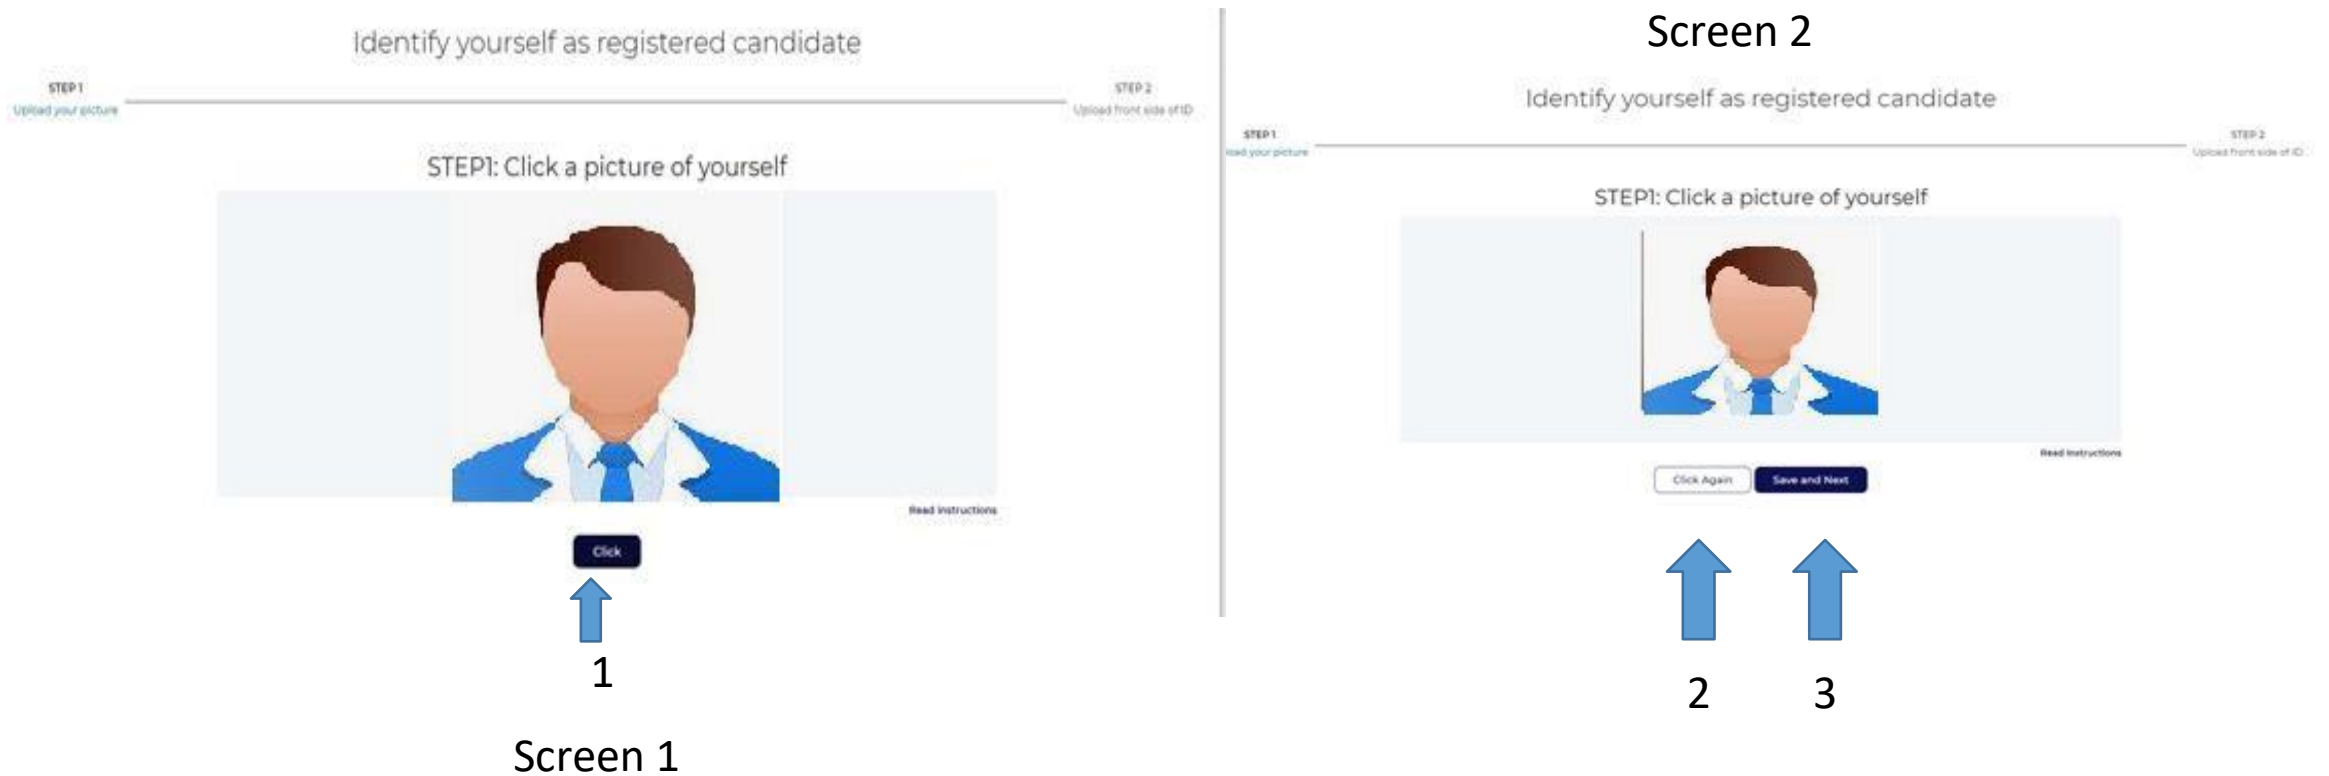 Identify yourself as registered candidate
STEP 1
Upload your picture
STEP 2
Upload front side of ID
STEP1: Click a picture of yourself
Read instructions
Click
1
Screen 1
Screen 2
Identify yourself as registered candidate
STEP 1
oad your picture
STEP 2
Upload front side of ID
STEP1: Click a picture of yourself
Read instructions
Click Again
Save and Next
2
3